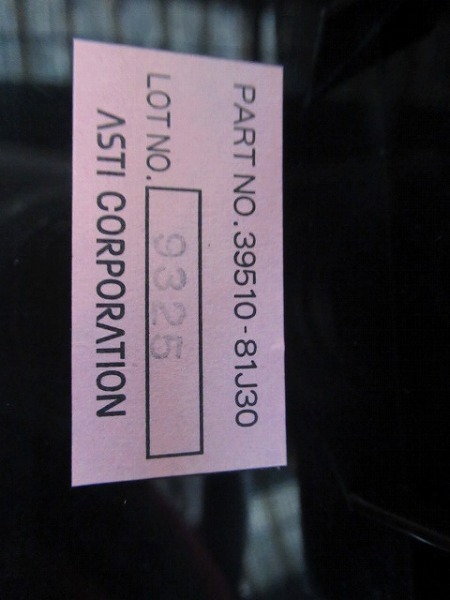 PART NO.39510-81J30
LOT NO. 9325
ASTI CORPORATION